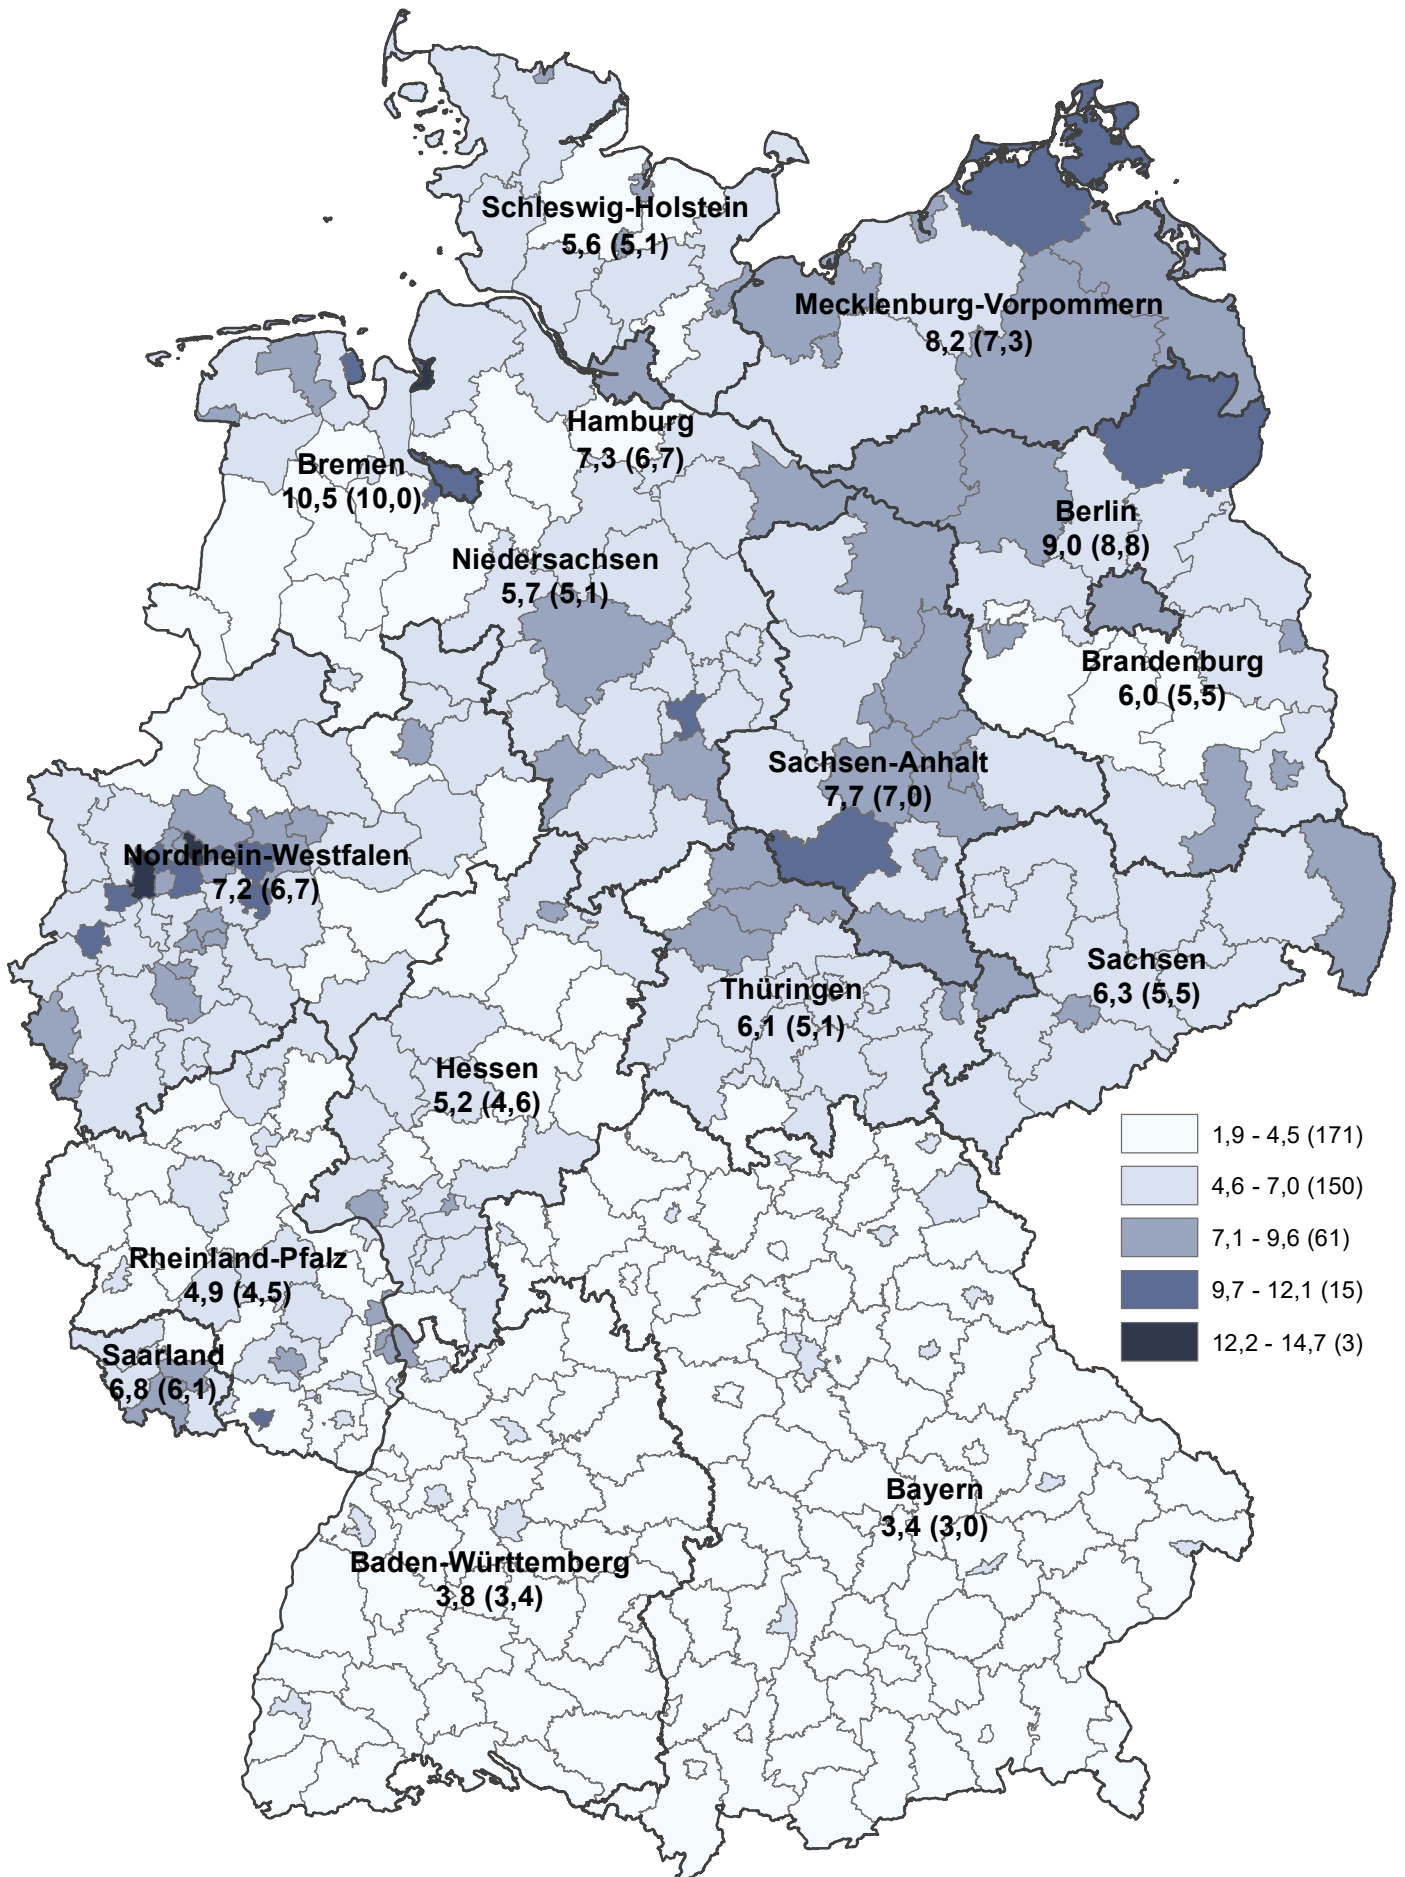 Schleswig-Holstein
5,6 (5,1)
Mecklenburg-Vorpommern
8,2 (7,3)
Hamburg
7,3 (6,7)
Bremen
10,5 (10,0)
Berlin
9,0 (8,8)
Niedersachsen
5,7 (5,1)
Brandenburg
6,0 (5,5)
Sachsen-Anhalt
7,7 (7,0)
Nordrhein-Westfalen
7,2 (6,7)
Sachsen
6,3 (5,5)
Thüringen
6,1 (5,1)
Hessen
5,2 (4,6)
1,9 - 4,5 (171)
4,6 - 7,0 (150)
7,1 - 9,6 (61)
9,7 - 12,1 (15)
12,2 - 14,7 (3)
Rheinland-Pfalz
4,9 (4,5)
Saarland
6,8 (6,1)
Bayern
3,4 (3,0)
Baden-Württemberg
3,8 (3,4)